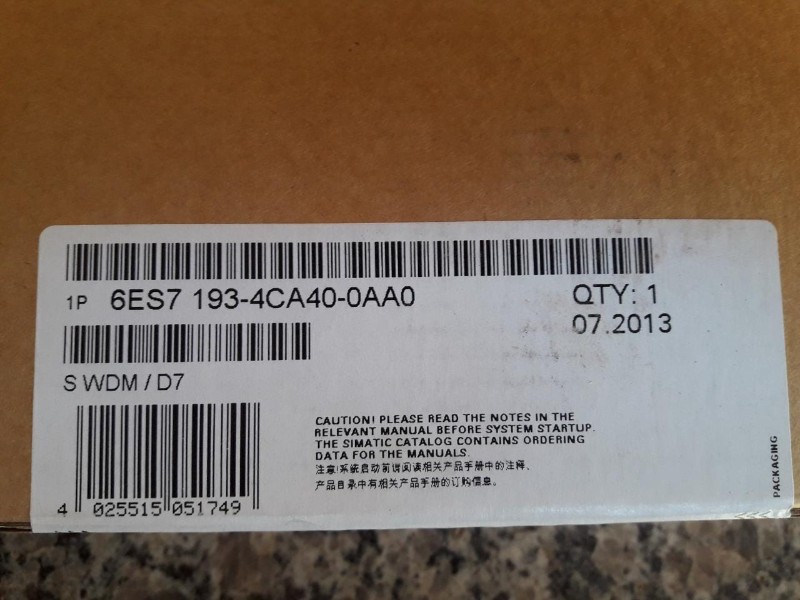 1P 6ES7 193-4CA40-0AA0
QTY: 1
07.2013
S WDM / D7
CAUTION! PLEASE READ THE NOTES IN THE
RELEVANT MANUAL BEFORE SYSTEM STARTUP.
THE SIMATIC CATALOG CONTAINS ORDERING
DATA FOR THE MANUALS.
注意!系统启动前请阅读相关产品手册中的注释、
产品目录中有相关产品手册的订购信息。
4 025515 051749
PACKAGING